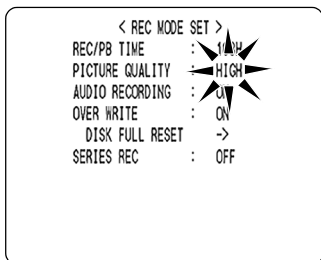 < REC MODE SET >
REC/PB TIME :
PICTURE QUALITY : HIGH
AUDIO RECORDING :
OVER WRITE : ON
DISK FULL RESET ->
SERIES REC : OFF